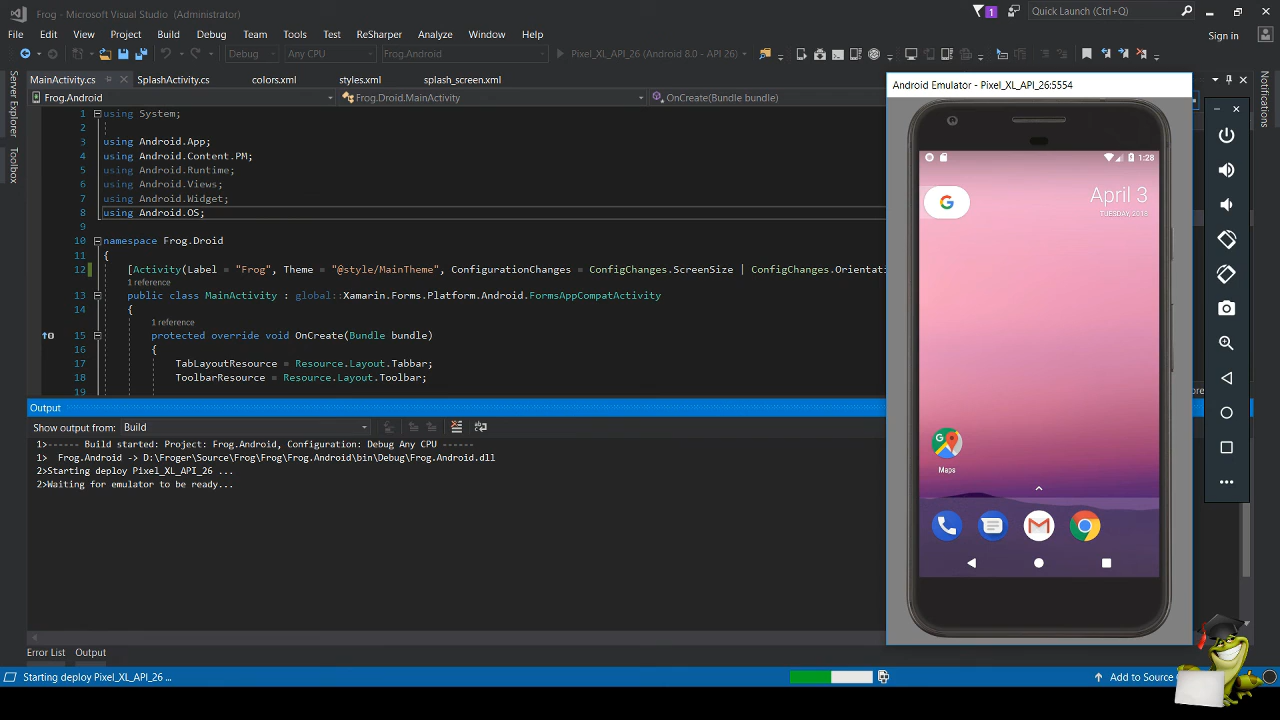 Frog - Microsoft Visual Studio (Administrator)
1
Quick Launch (Ctrl+Q)
File Edit View Project Build Debug Team Tools Test ReSharper Analyze Window Help
Sign in
Debug Any CPU Frog.Android Pixel_XL_API_26 (Android 8.0 - API 26)
MainActivity.cs SplashActivity.cs colors.xml styles.xml splash_screen.xml
Frog.Android Frog.Droid.MainActivity OnCreate(Bundle bundle)
Server Explorer
Toolbox
Notifications
1 using System;
2
3 using Android.App;
4 using Android.Content.PM;
5 using Android.Runtime;
6 using Android.Views;
7 using Android.Widget;
8 using Android.OS;
9
10 namespace Frog.Droid
11 {
12 [Activity(Label = "Frog", Theme = "@style/MainTheme", ConfigurationChanges = ConfigChanges.ScreenSize | ConfigChanges.Orientati
1 reference
13 public class MainActivity : global::Xamarin.Forms.Platform.Android.FormsAppCompatActivity
14 {
1 reference
15 protected override void OnCreate(Bundle bundle)
16 {
17 TabLayoutResource = Resource.Layout.Tabbar;
18 ToolbarResource = Resource.Layout.Toolbar;
19
Output
Show output from: Build
1>------ Build started: Project: Frog.Android, Configuration: Debug Any CPU ------
1> Frog.Android -> D:\Froger\Source\Frog\Frog\Frog.Android\bin\Debug\Frog.Android.dll
2>Starting deploy Pixel_XL_API_26 ...
2>Waiting for emulator to be ready...
Error List Output
Starting deploy Pixel_XL_API_26 ...
Add to Source
Android Emulator - Pixel_XL_API_26:5554
1:28
G
April 3
TUESDAY, 2018
Maps